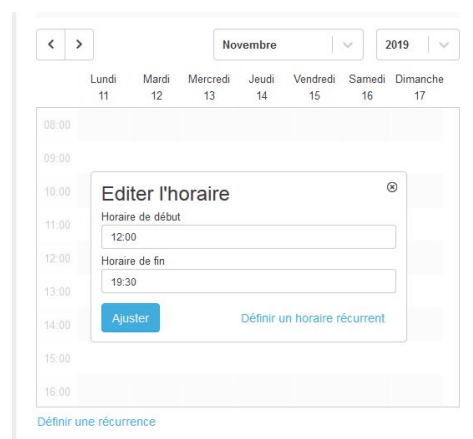 Novembre 2019
Lundi Mardi Mercredi Jeudi Vendredi Samedi Dimanche
11 12 13 14 15 16 17
08:00
09:00
10:00
Editer l'horaire
Horaire de début
11:00
12:00
Horaire de fin
12:00
19:30
13:00
Ajuster Définir un horaire récurrent
14:00
15:00
16:00
Définir une récurrence